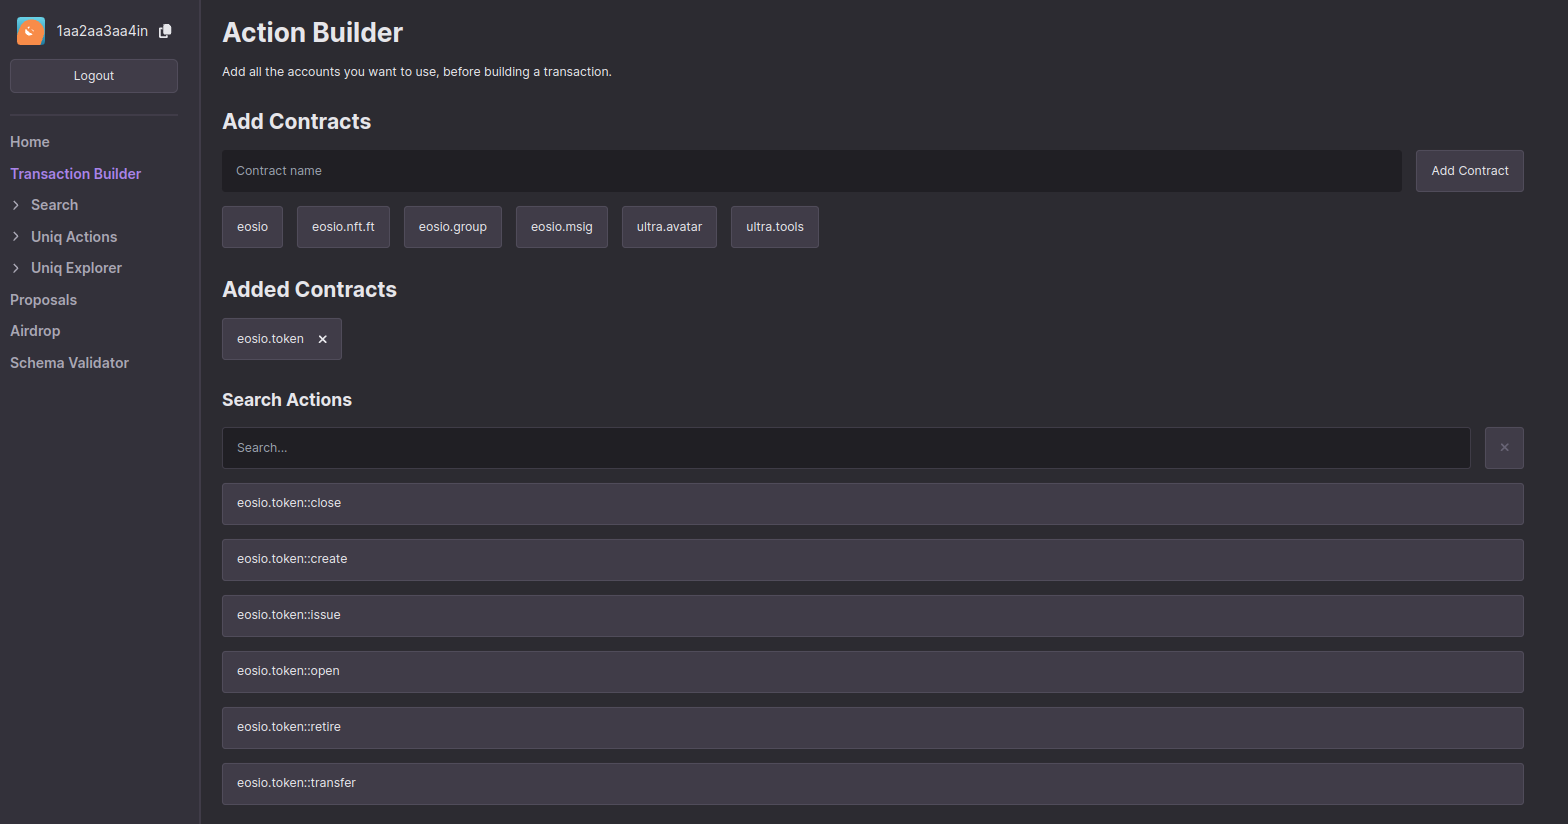 1aa2aa3aa4in
Logout
Home
Transaction Builder
Search
Uniq Actions
Uniq Explorer
Proposals
Airdrop
Schema Validator
Action Builder
Add all the accounts you want to use, before building a transaction.
Add Contracts
Contract name
Add Contract
eosio eosio.nft.ft eosio.group eosio.msig ultra.avatar ultra.tools
Added Contracts
eosio.token
Search Actions
Search...
eosio.token::close
eosio.token::create
eosio.token::issue
eosio.token::open
eosio.token::retire
eosio.token::transfer